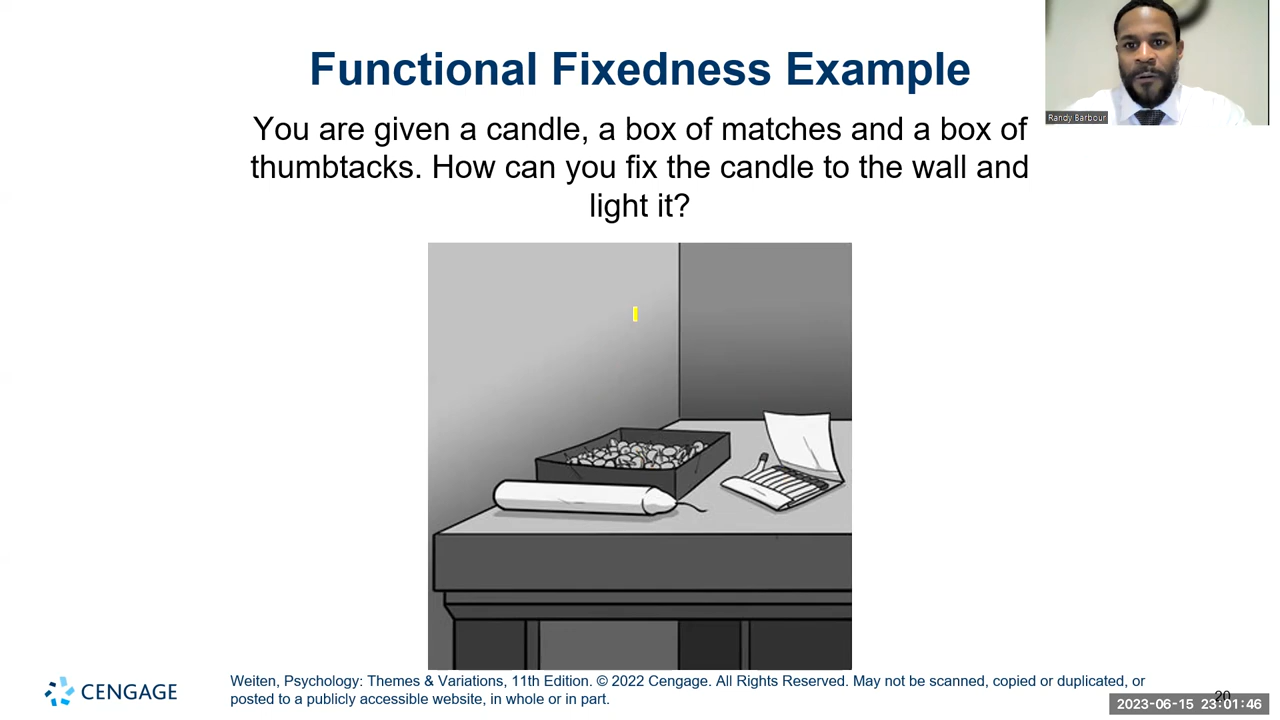 Functional Fixedness Example
Randy Barbour
You are given a candle, a box of matches and a box of
thumbtacks. How can you fix the candle to the wall and
light it?
CENGAGE
Weiten, Psychology: Themes & Variations, 11th Edition. © 2022 Cengage. All Rights Reserved. May not be scanned, copied or duplicated, or
posted to a publicly accessible website, in whole or in part.
20
2023-06-15 23:01:46